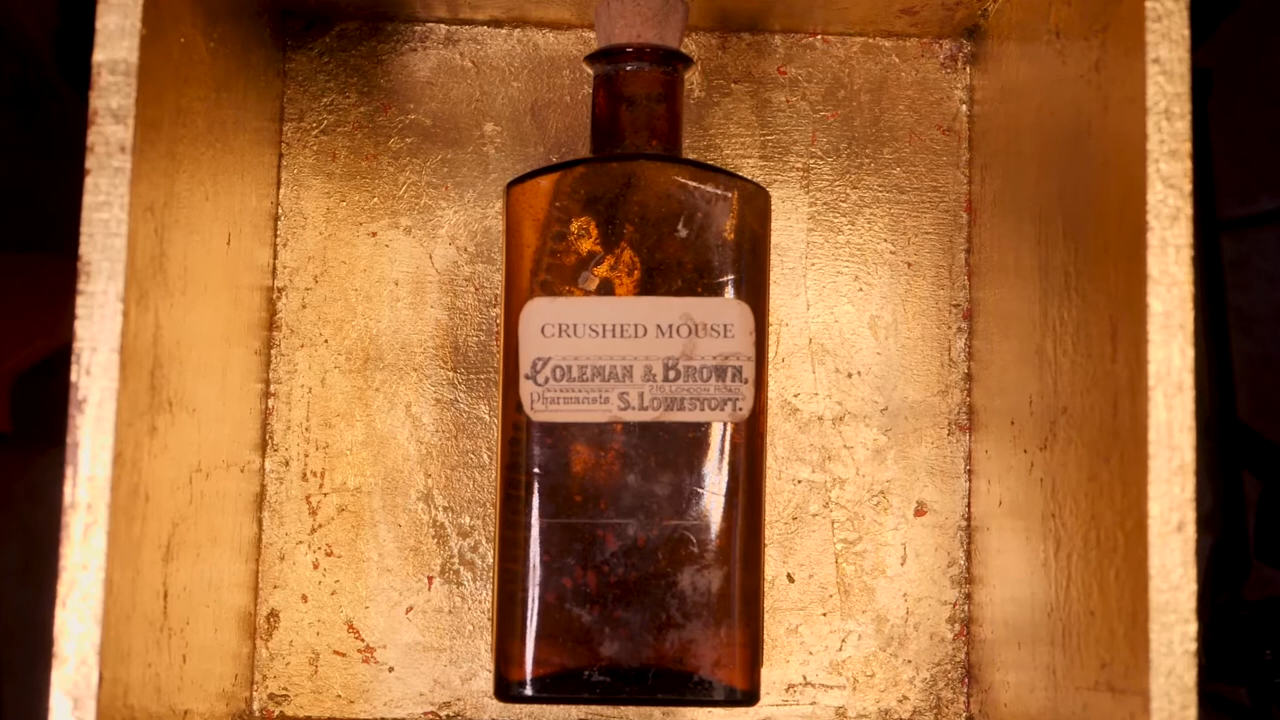 CRUSHED MOUSE
COLEMAN & BROWN,
216, LONDON ROAD,
Pharmacists. S. LOWESTOFT.